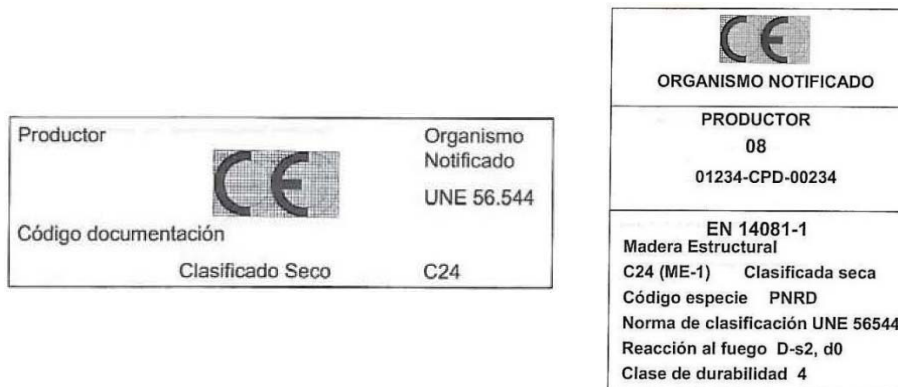 Productor
Organismo
Notificado
CE
UNE 56.544
Código documentación
Clasificado Seco C24
CE
ORGANISMO NOTIFICADO
PRODUCTOR
08
01234-CPD-00234
EN 14081-1
Madera Estructural
C24 (ME-1) Clasificada seca
Código especie PNRD
Norma de clasificación UNE 56544
Reacción al fuego D-s2, d0
Clase de durabilidad 4